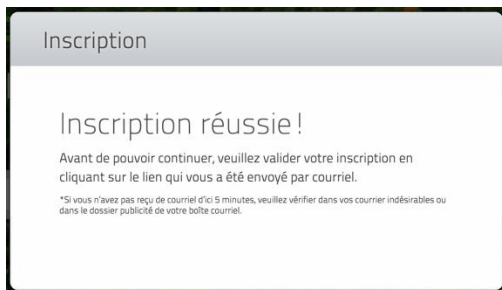 Inscription
Inscription réussie !
Avant de pouvoir continuer, veuillez valider votre inscription en
cliquant sur le lien qui vous a été envoyé par courriel.
*Si vous n'avez pas reçu de courriel d'ici 5 minutes, veuillez vérifier dans vos courrier indésirables ou
dans le dossier publicité de votre boîte courriel.